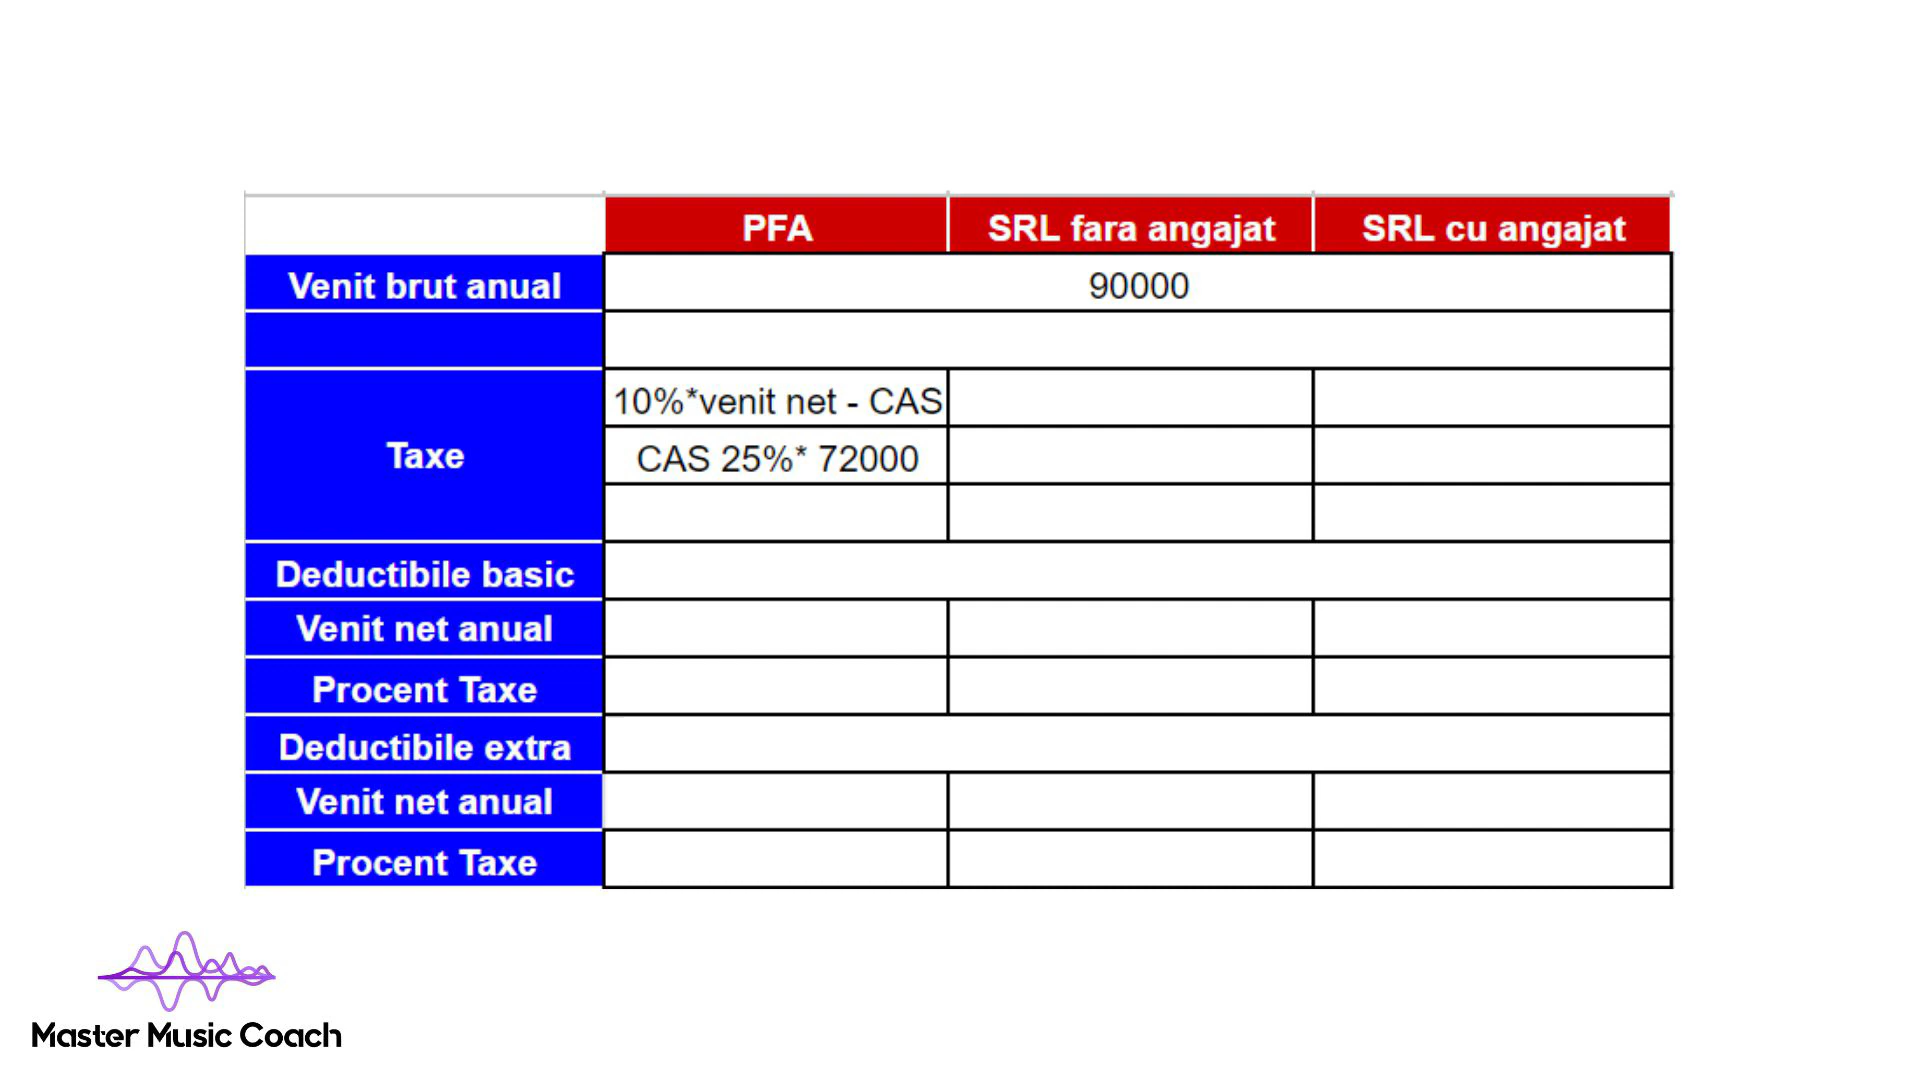 PFA SRL fara angajat SRL cu angajat
Venit brut anual 90000
10%*venit net - CAS
Taxe
CAS 25%* 72000
Deductibile basic
Venit net anual
Procent Taxe
Deductibile extra
Venit net anual
Procent Taxe
Master Music Coach